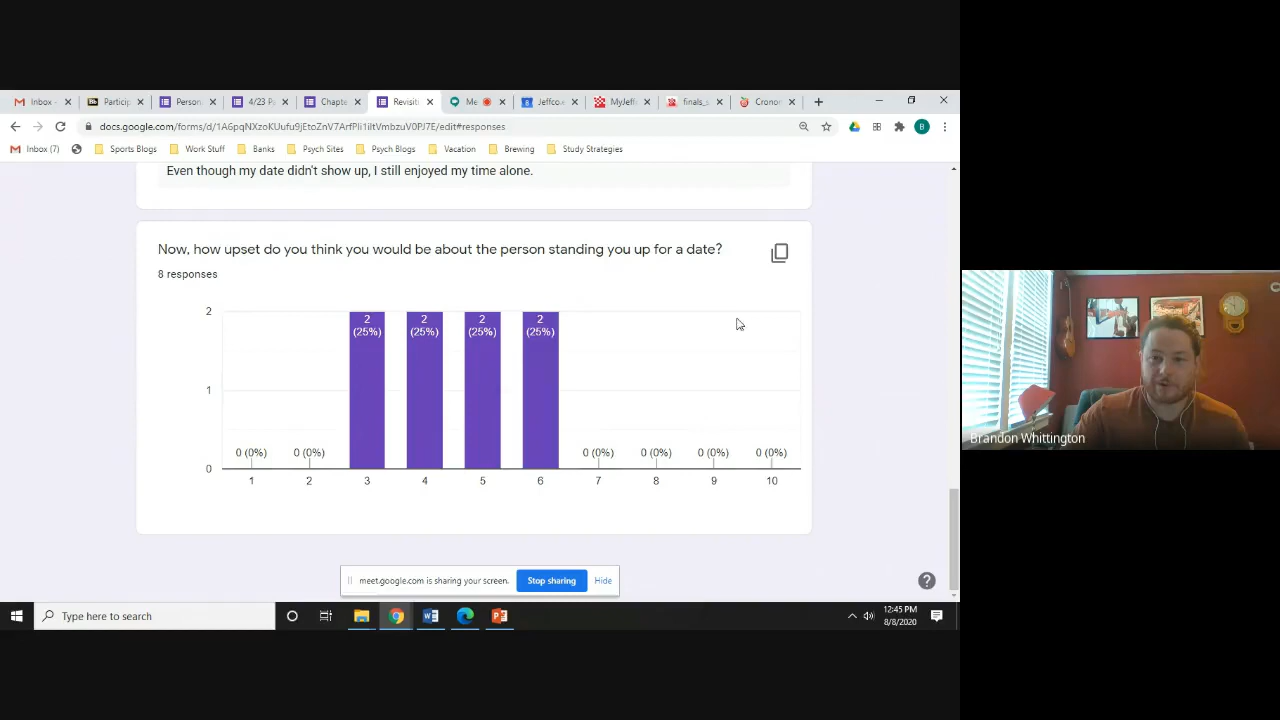 Inbox
Particip
Person
4/23 P
Chapte
Revisiti
Me
Jeffco.e
MyJeff
finals_s
Cronor
docs.google.com/forms/d/1A6pqNXzoKUufu9jEtoZnV7ArfPli1iltVmbzuV0PJ7E/edit#responses
Inbox (7)
Sports Blogs
Work Stuff
Banks
Psych Sites
Psych Blogs
Vacation
Brewing
Study Strategies
Even though my date didn't show up, I still enjoyed my time alone.
Now, how upset do you think you would be about the person standing you up for a date?
8 responses
2
1
0
0 (0%)
0 (0%)
2 (25%)
2 (25%)
2 (25%)
2 (25%)
0 (0%)
0 (0%)
0 (0%)
0 (0%)
1 2 3 4 5 6 7 8 9 10
meet.google.com is sharing your screen.
Stop sharing
Hide
Type here to search
12:45 PM
8/8/2020
Brandon Whittington